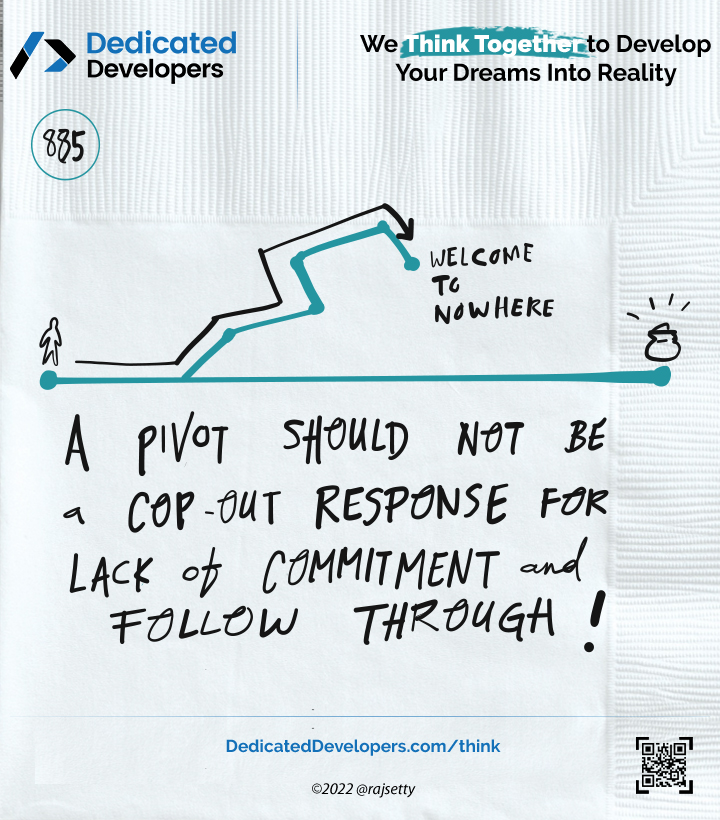 Dedicated
Developers
We Think Together to Develop
Your Dreams Into Reality
885
WELCOME
TO
NOWHERE
A PIVOT SHOULD NOT BE
a COP-OUT RESPONSE FOR
LACK of COMMITMENT and
FOLLOW THROUGH!
DedicatedDevelopers.com/think
©2022 @rajsetty